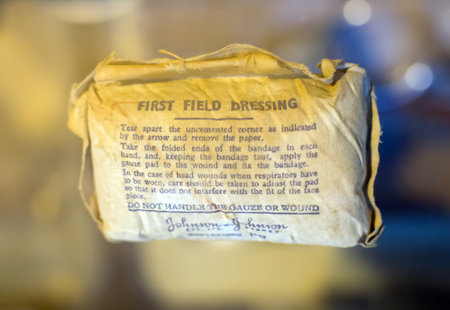 FIRST FIELD DRESSING
Tear apart the uncemented corner as indicated
by the arrow and remove the paper.
Take the folded ends of the bandage in each
hand, and, keeping the bandage taut, apply the
gauze pad to the wound and fix the bandage.
In the case of head wounds when respirators have
to be worn, care should be taken to adjust the pad
so that it does not interfere with the fit of the face
piece.
DO NOT HANDLE THE GAUZE OR WOUND
Johnson & Johnson